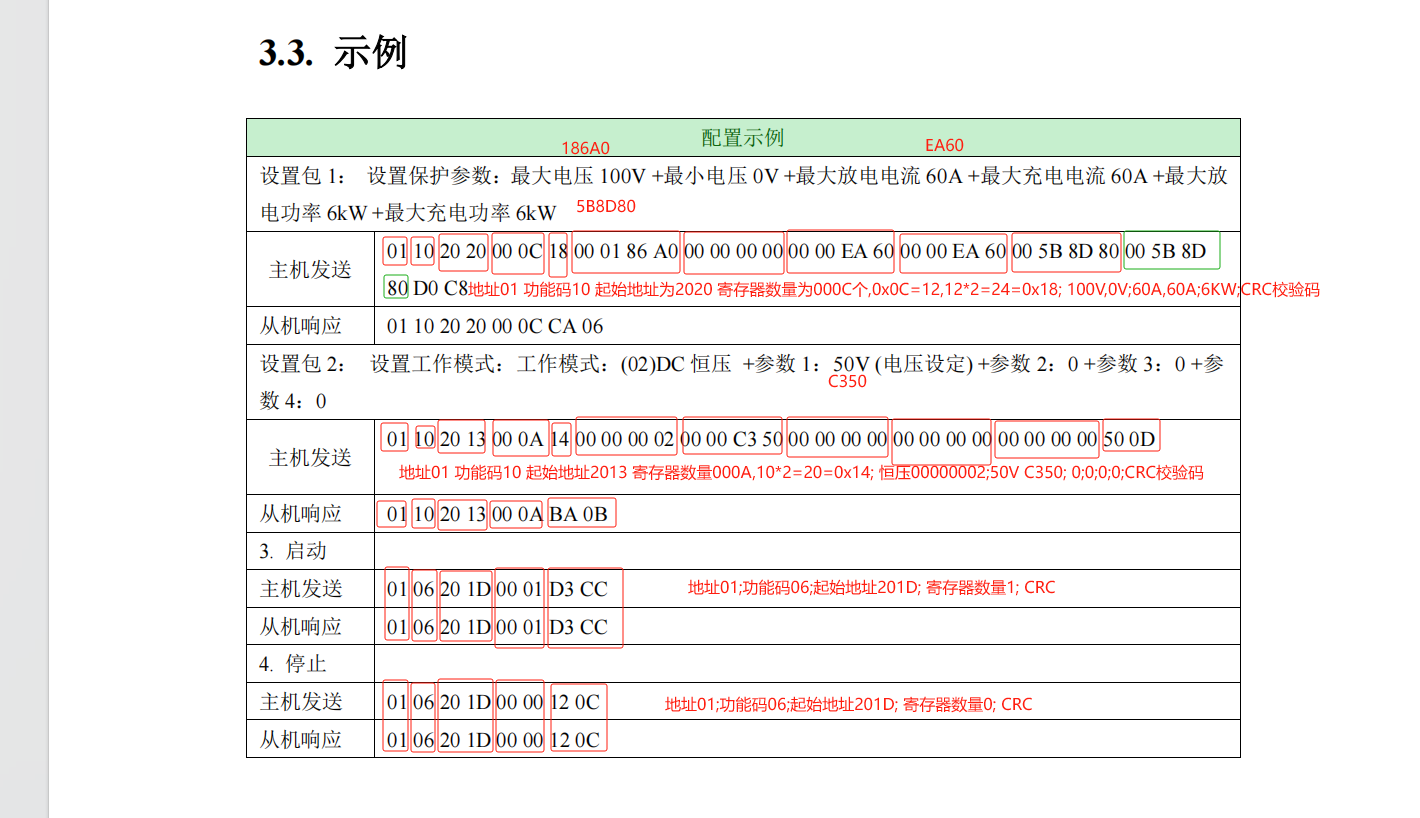 3.3. 示例
配置示例
186A0
EA60
设置包 1： 设置保护参数：最大电压 100V +最小电压 0V +最大放电电流 60A +最大充电电流 60A +最大放
电功率 6kW +最大充电功率 6kW
5B8D80
主机发送
01 10 20 20 00 0C 18 00 01 86 A0 00 00 00 00 00 00 EA 60 00 00 EA 60 00 5B 8D 80 00 5B 8D
80 D0 C8
地址01 功能码10 起始地址为2020 寄存器数量为000C个,0x0C=12,12*2=24=0x18; 100V,0V;60A,60A;6KW;CRC校验码
从机响应
01 10 20 20 00 0C CA 06
设置包 2： 设置工作模式：工作模式：(02)DC 恒压 +参数 1：50V (电压设定) +参数 2：0 +参数 3：0 +参
数 4：0
C350
主机发送
01 10 20 13 00 0A 14 00 00 00 02 00 00 C3 50 00 00 00 00 00 00 00 00 00 00 00 00 50 0D
地址01 功能码10 起始地址2013 寄存器数量000A,10*2=20=0x14; 恒压00000002;50V C350; 0;0;0;0;CRC校验码
从机响应
01 10 20 13 00 0A BA 0B
3. 启动
主机发送
01 06 20 1D 00 01 D3 CC
地址01;功能码06;起始地址201D; 寄存器数量1; CRC
从机响应
01 06 20 1D 00 01 D3 CC
4. 停止
主机发送
01 06 20 1D 00 00 12 0C
地址01;功能码06;起始地址201D; 寄存器数量0; CRC
从机响应
01 06 20 1D 00 00 12 0C